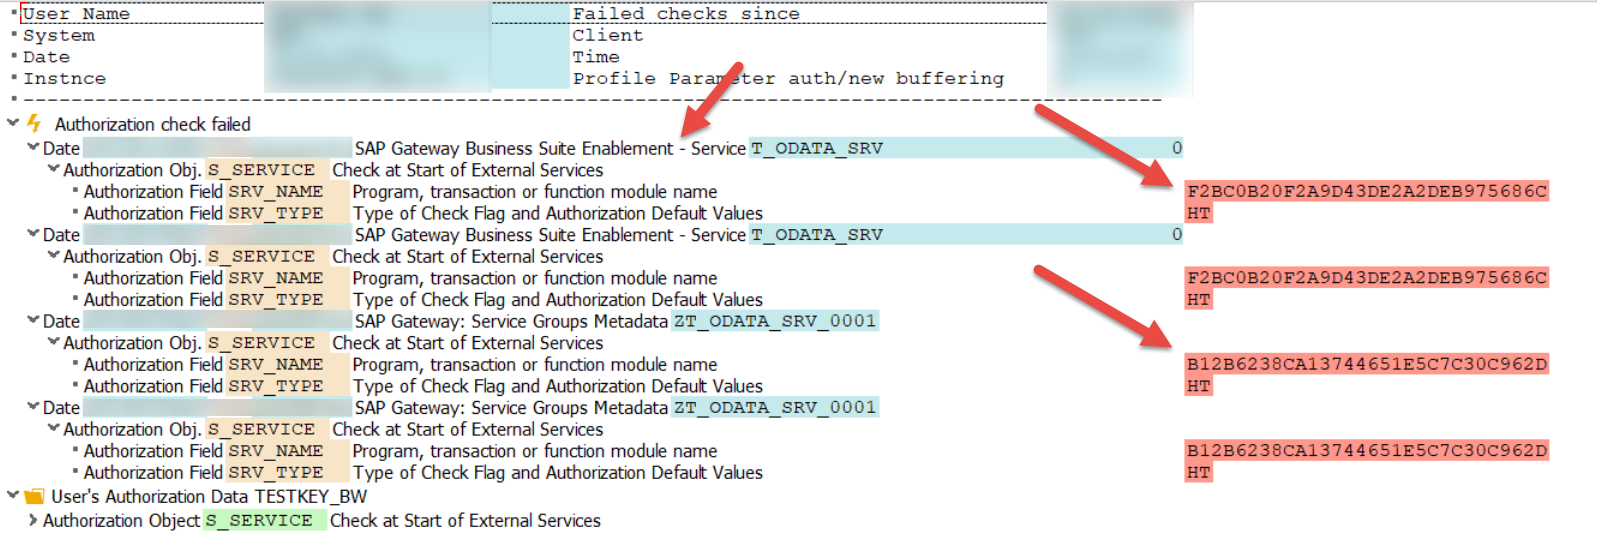 User Name Failed checks since
System Client
Date Time
Instnce Profile Parameter auth/new buffering
Authorization check failed
Date SAP Gateway Business Suite Enablement - Service T_ODATA_SRV 0
Authorization Obj. S_SERVICE Check at Start of External Services
Authorization Field SRV_NAME Program, transaction or function module name F2BC0B20F2A9D43DE2A2DEB975686C
Authorization Field SRV_TYPE Type of Check Flag and Authorization Default Values HT
Date SAP Gateway Business Suite Enablement - Service T_ODATA_SRV 0
Authorization Obj. S_SERVICE Check at Start of External Services
Authorization Field SRV_NAME Program, transaction or function module name F2BC0B20F2A9D43DE2A2DEB975686C
Authorization Field SRV_TYPE Type of Check Flag and Authorization Default Values HT
Date SAP Gateway: Service Groups Metadata ZT_ODATA_SRV_0001
Authorization Obj. S_SERVICE Check at Start of External Services
Authorization Field SRV_NAME Program, transaction or function module name B12B6238CA13744651E5C7C30C962D
Authorization Field SRV_TYPE Type of Check Flag and Authorization Default Values HT
Date SAP Gateway: Service Groups Metadata ZT_ODATA_SRV_0001
Authorization Obj. S_SERVICE Check at Start of External Services
Authorization Field SRV_NAME Program, transaction or function module name B12B6238CA13744651E5C7C30C962D
Authorization Field SRV_TYPE Type of Check Flag and Authorization Default Values HT
User's Authorization Data TESTKEY_BW
Authorization Object S_SERVICE Check at Start of External Services